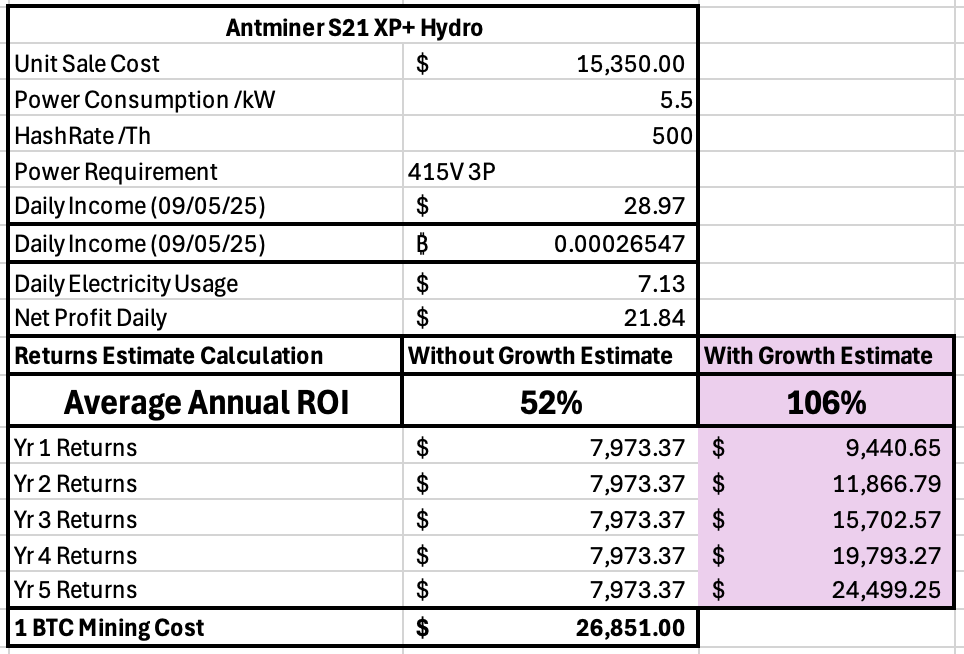 Antminer S21 XP+ Hydro
Unit Sale Cost $ 15,350.00
Power Consumption /kW 5.5
HashRate /Th 500
Power Requirement 415V 3P
Daily Income (09/05/25) $ 28.97
Daily Income (09/05/25) ₿ 0.00026547
Daily Electricity Usage $ 7.13
Net Profit Daily $ 21.84
Returns Estimate Calculation Without Growth Estimate With Growth Estimate
Average Annual ROI 52% 106%
Yr 1 Returns $ 7,973.37 $ 9,440.65
Yr 2 Returns $ 7,973.37 $ 11,866.79
Yr 3 Returns $ 7,973.37 $ 15,702.57
Yr 4 Returns $ 7,973.37 $ 19,793.27
Yr 5 Returns $ 7,973.37 $ 24,499.25
1 BTC Mining Cost $ 26,851.00